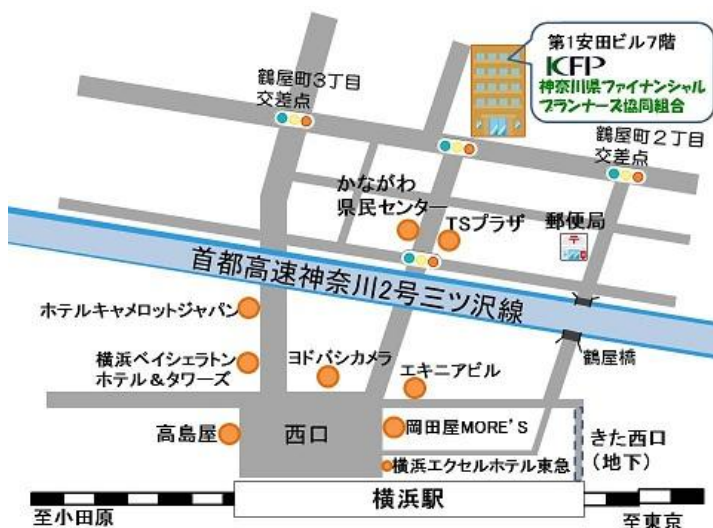 第1安田ビル7階
KFP
神奈川県ファイナンシャル
プランナーズ協同組合
鶴屋町3丁目
交差点
鶴屋町2丁目
交差点
かながわ
県民センター
TSプラザ
郵便局
〒
首都高速神奈川2号三ツ沢線
ホテルキャメロットジャパン
横浜ベイシェラトン
ホテル&タワーズ
ヨドバシカメラ
エキニアビル
鶴屋橋
高島屋
西口
岡田屋MORE'S
横浜エクセルホテル東急
きた西口
(地下)
横浜駅
至小田原
至東京